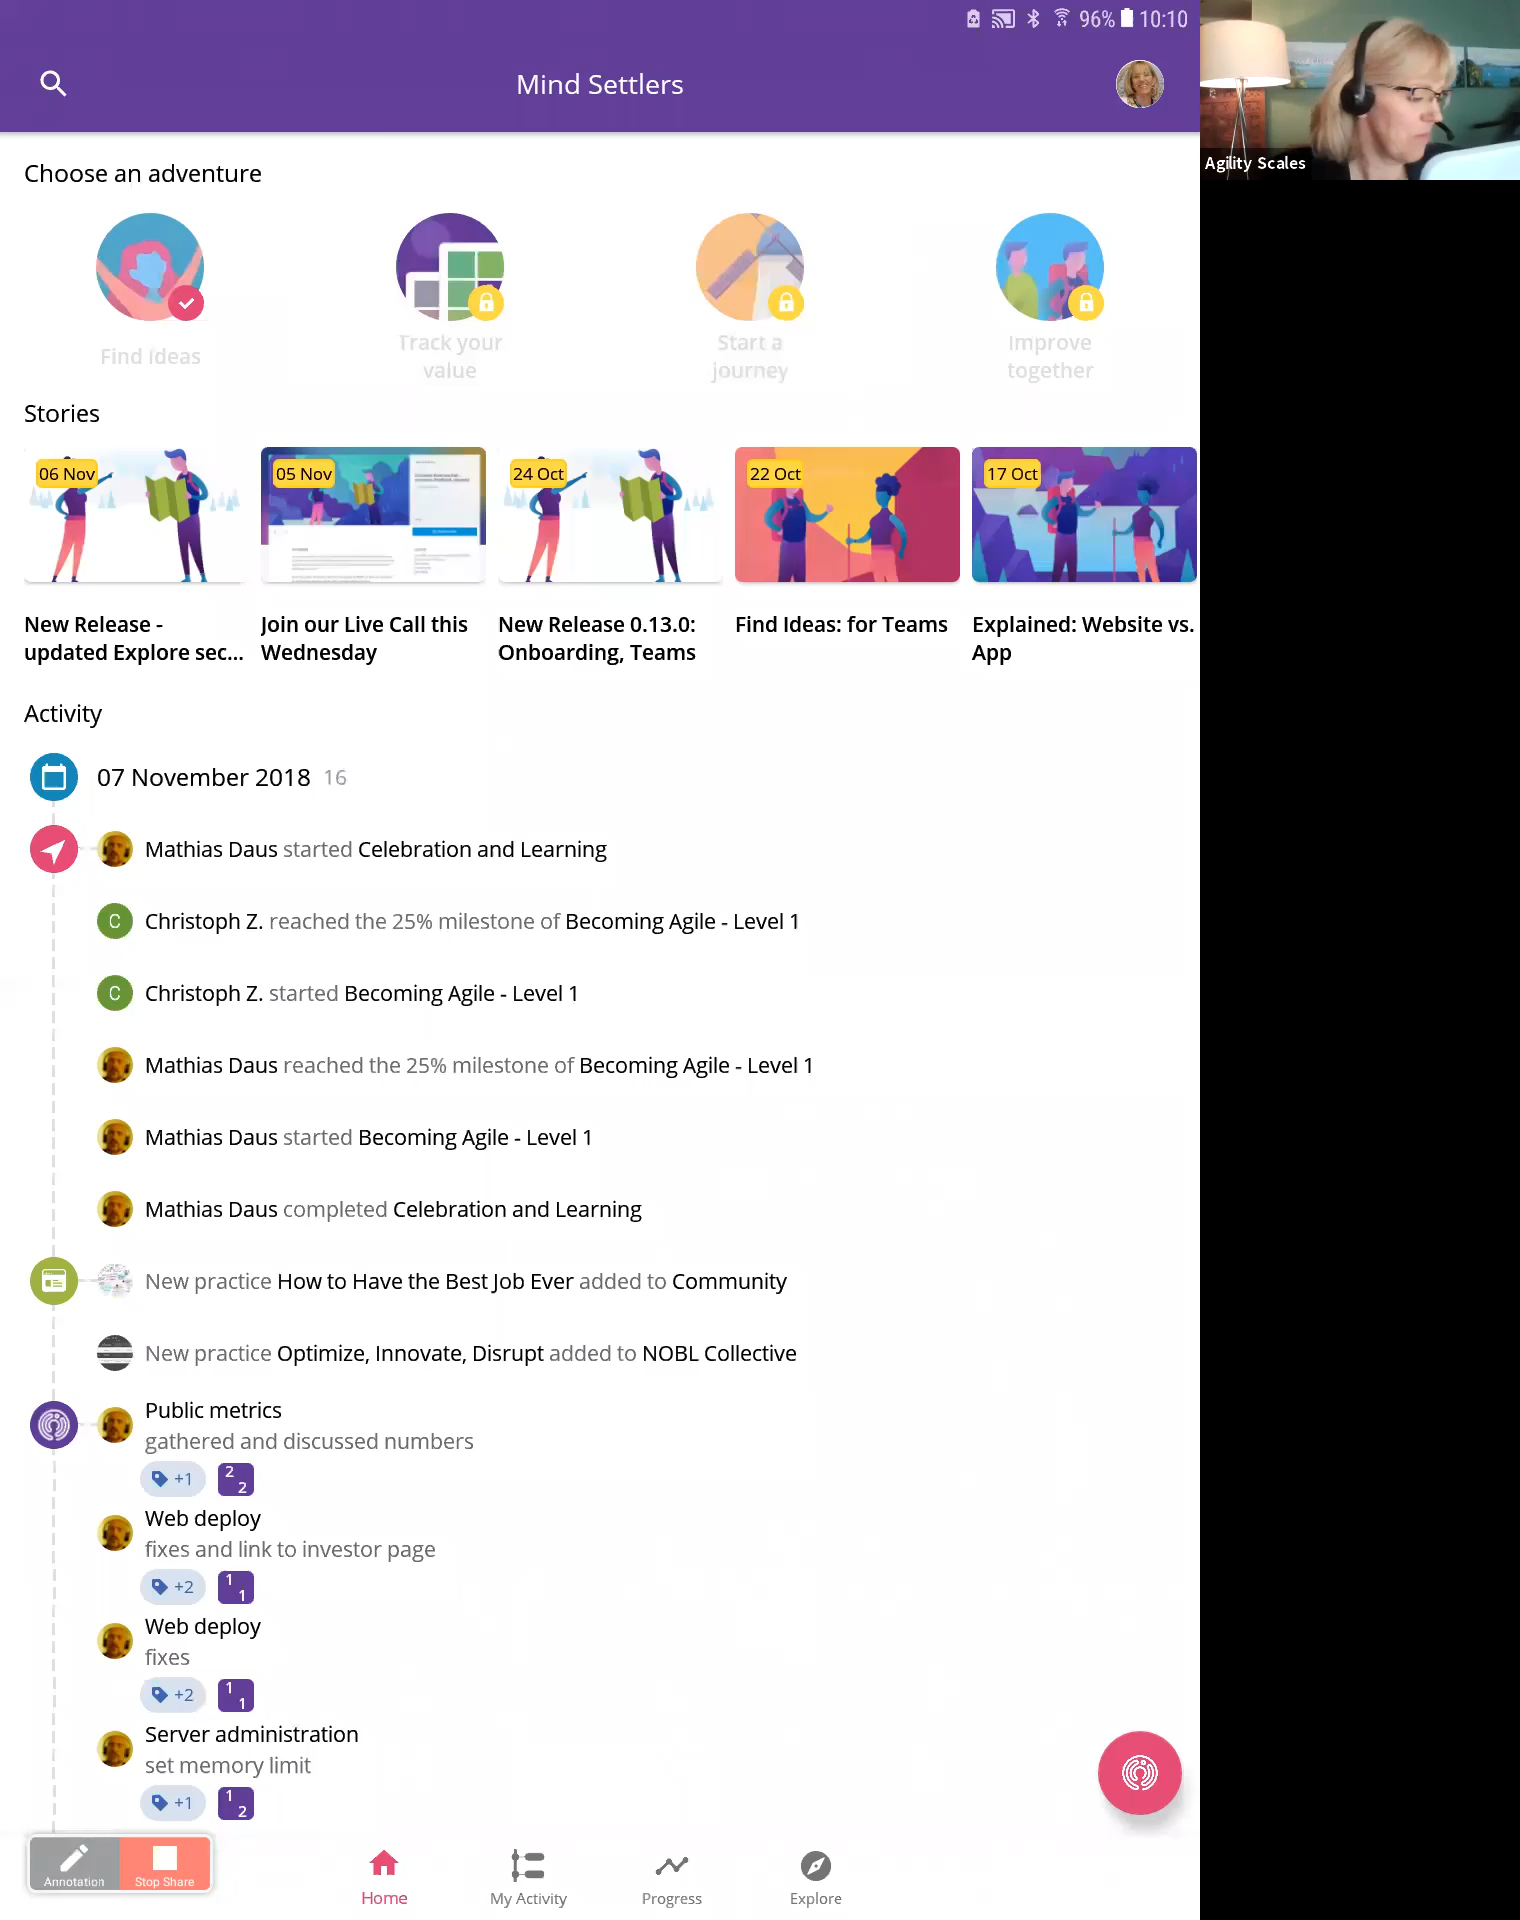 96% 10:10
Mind Settlers
Agility Scales
Choose an adventure
Find ideas
Track your
value
Start a
journey
Improve
together
Stories
06 Nov
05 Nov
24 Oct
22 Oct
17 Oct
New Release -
updated Explore sec...
Join our Live Call this
Wednesday
New Release 0.13.0:
Onboarding, Teams
Find Ideas: for Teams
Explained: Website vs.
App
Activity
07 November 2018 16
Mathias Daus started Celebration and Learning
C
Christoph Z. reached the 25% milestone of Becoming Agile - Level 1
C
Christoph Z. started Becoming Agile - Level 1
Mathias Daus reached the 25% milestone of Becoming Agile - Level 1
Mathias Daus started Becoming Agile - Level 1
Mathias Daus completed Celebration and Learning
New practice How to Have the Best Job Ever added to Community
New practice Optimize, Innovate, Disrupt added to NOBL Collective
Public metrics
gathered and discussed numbers
+1 2 2
Web deploy
fixes and link to investor page
+2 1 1
Web deploy
fixes
+2 1 1
Server administration
set memory limit
+1 1 2
Annotation
Stop Share
Home
My Activity
Progress
Explore